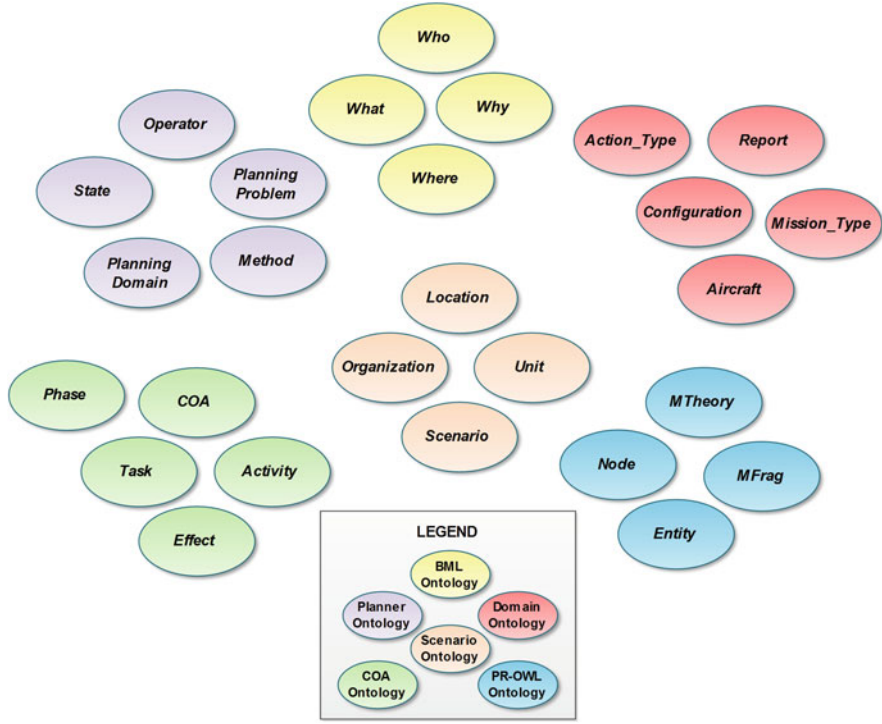 Who
What
Why
Where
Operator
State
Planning
Problem
Planning
Domain
Method
Action_Type
Report
Configuration
Mission_Type
Aircraft
Location
Organization
Unit
Scenario
Phase
COA
Task
Activity
Effect
MTheory
Node
MFrag
Entity
LEGEND
BML
Ontology
Planner
Ontology
Domain
Ontology
Scenario
Ontology
COA
Ontology
PR-OWL
Ontology